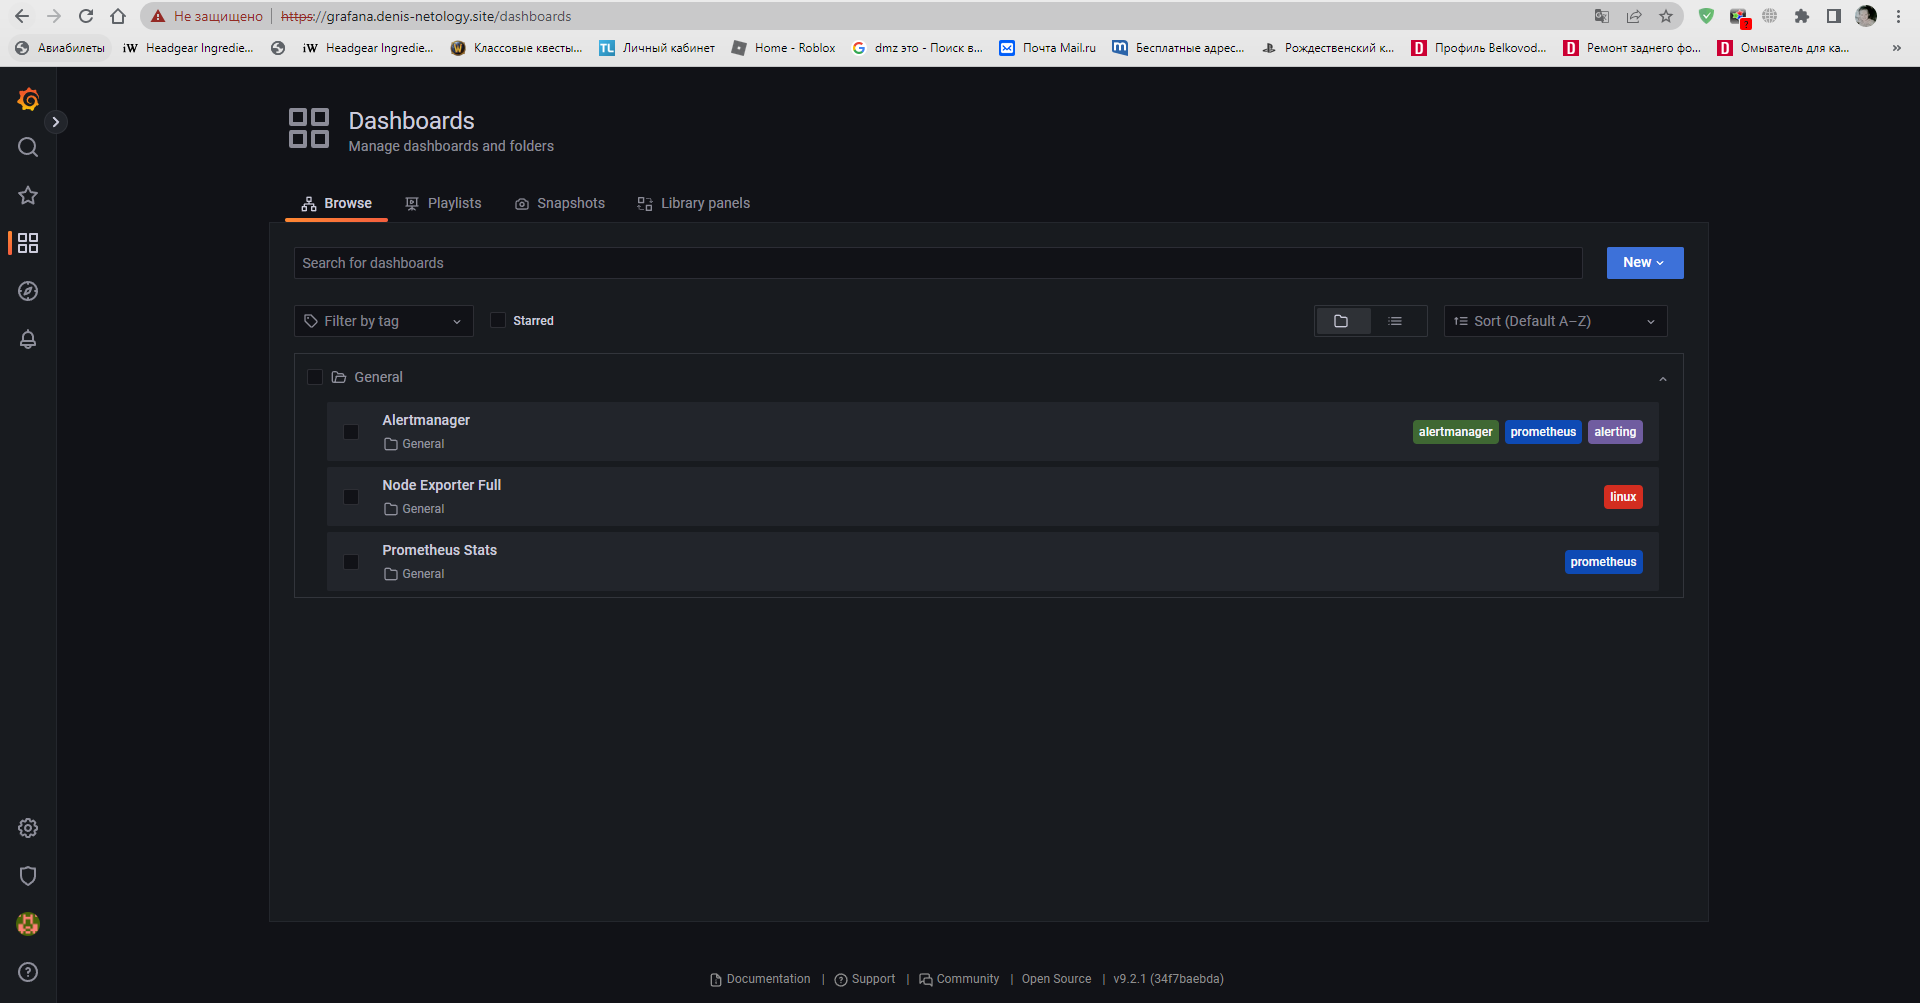 Не защищено https://grafana.denis-netology.site/dashboards
Авиабилеты iW Headgear Ingredie... iW Headgear Ingredie... Классовые квесты... TL Личный кабинет Home - Roblox dmz это - Поиск в... Почта Mail.ru Бесплатные адрес... Рождественский к... D Профиль Belkovod... D Ремонт заднего фо... D Омыватель для ка... »
Dashboards
Manage dashboards and folders
Browse Playlists Snapshots Library panels
Search for dashboards New
Filter by tag Starred Sort (Default A–Z)
General
Alertmanager
General
alertmanager prometheus alerting
Node Exporter Full
General
linux
Prometheus Stats
General
prometheus
Documentation | Support | Community | Open Source | v9.2.1 (34f7baebda)